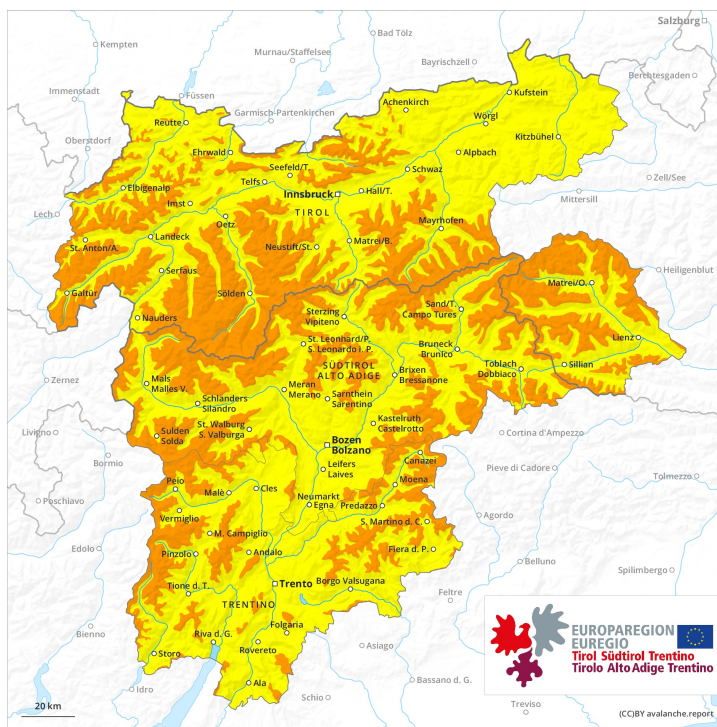 Salzburg
Kempten
Bad Tölz
Murnau/Staffelsee
Bayrischzell
Berchtesgaden
Immenstadt
Füssen
Kufstein
Achenkirch
Garmisch-Partenkirchen
Wörgl
Reutte
Oberstdorf
Kitzbühel
Ehrwald
Alpbach
Seefeld/T.
Schwaz
Zell/See
Telfs
Elbigenalp
Innsbruck
Hall/T.
Mittersill
Imst
Lech
TIROL
Oetz
Mayrhofen
Landeck
St. Anton/A.
Neustift/St.
Matrei/B.
Serfaus
Heiligenblut
Matrei/O.
Galtür
Sölden
Sand/T.
Campo Tures
Nauders
Sterzing
Vipiteno
Lienz
St. Leonhard/P.
S. Leonardo i. P.
Bruneck
Brunico
Sillian
Toblach
Dobbiaco
SÜDTIROL
ALTO ADIGE
Brixen
Bressanone
Zernez
Mals
Malles V.
Meran
Merano
Schlanders
Silandro
Sarnthein
Sarentino
St. Walburg
S. Valburga
Kastelruth
Castelrotto
Livigno
Sulden
Solda
Bozen
Bolzano
Cortina d'Ampezzo
Bormio
Canazei
Pieve di Cadore
Leifers
Laives
Tolmezzo
Peio
Moena
Poschiavo
Malè
Cles
Neumarkt
Egna
Predazzo
Vermiglio
S. Martino d. C.
Agordo
M. Campiglio
Edolo
Pinzolo
Andalo
Fiera d. P.
Belluno
Spilimbergo
Tione d. T.
Trento
Borgo Valsugana
Feltre
TRENTINO
Folgaria
Bienno
Riva d. G.
Rovereto
Asiago
Storo
Bassano d. G.
Idro
Ala
Schio
Treviso
EUROPAREGION
EUREGIO
Tirol Südtirol Trentino
Tirolo Alto Adige Trentino
20 km
(CC)BY avalanche.report